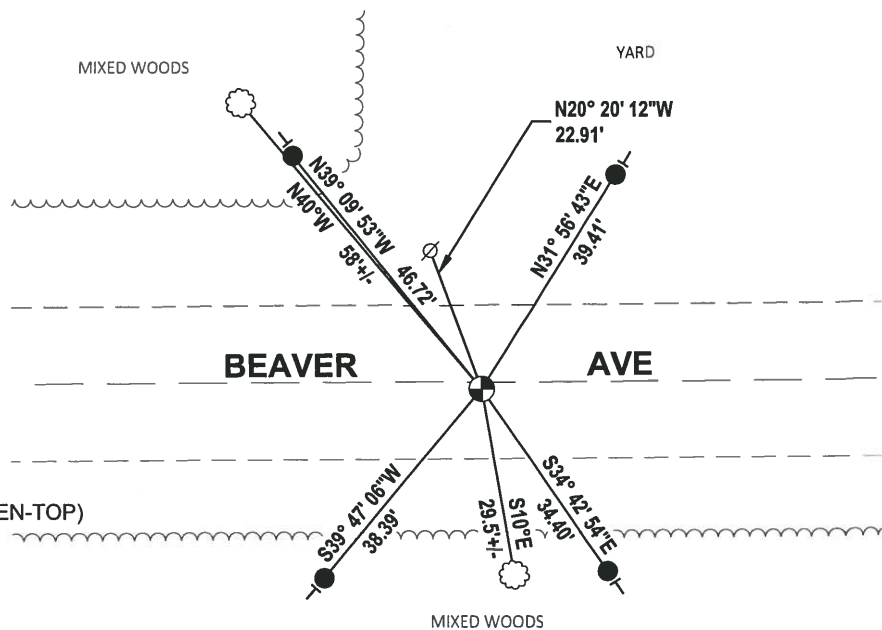 MIXED WOODS
YARD
N20° 20' 12"W
22.91'
N39° 09' 53"W 46.72'
N40°W 58'+/-
N31° 56' 43"E
39.41'
BEAVER AVE
S39° 47' 06"W
38.39'
S10°E
29.5'+/-
S34° 42' 54"E
34.40'
EN-TOP)
MIXED WOODS